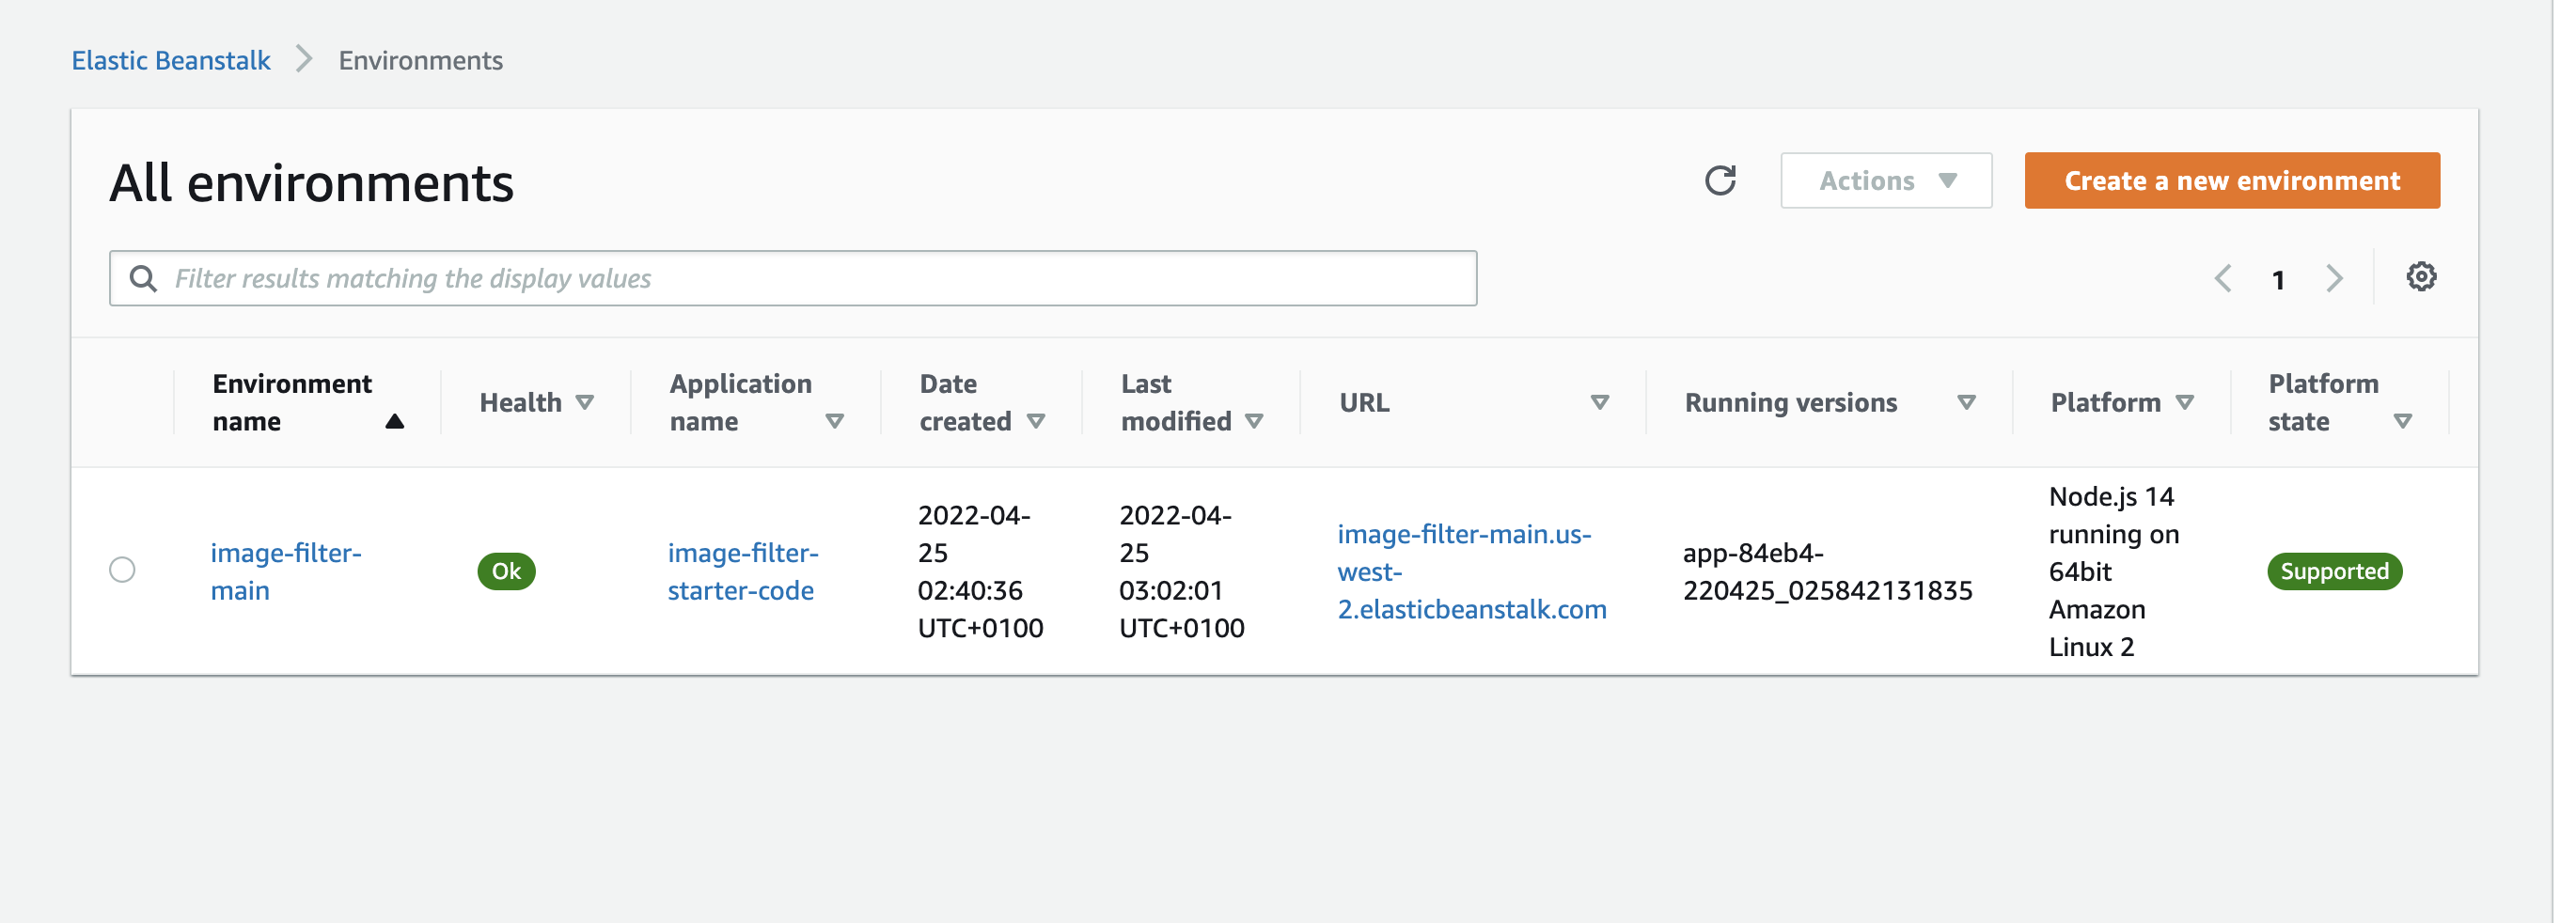 Elastic Beanstalk > Environments
All environments
Actions
Create a new environment
Filter results matching the display values
1
Environment
name
Health
Application
name
Date
created
Last
modified
URL
Running versions
Platform
Platform
state
image-filter-
main
Ok
image-filter-
starter-code
2022-04-
25
02:40:36
UTC+0100
2022-04-
25
03:02:01
UTC+0100
image-filter-main.us-
west-
2.elasticbeanstalk.com
app-84eb4-
220425_025842131835
Node.js 14
running on
64bit
Amazon
Linux 2
Supported